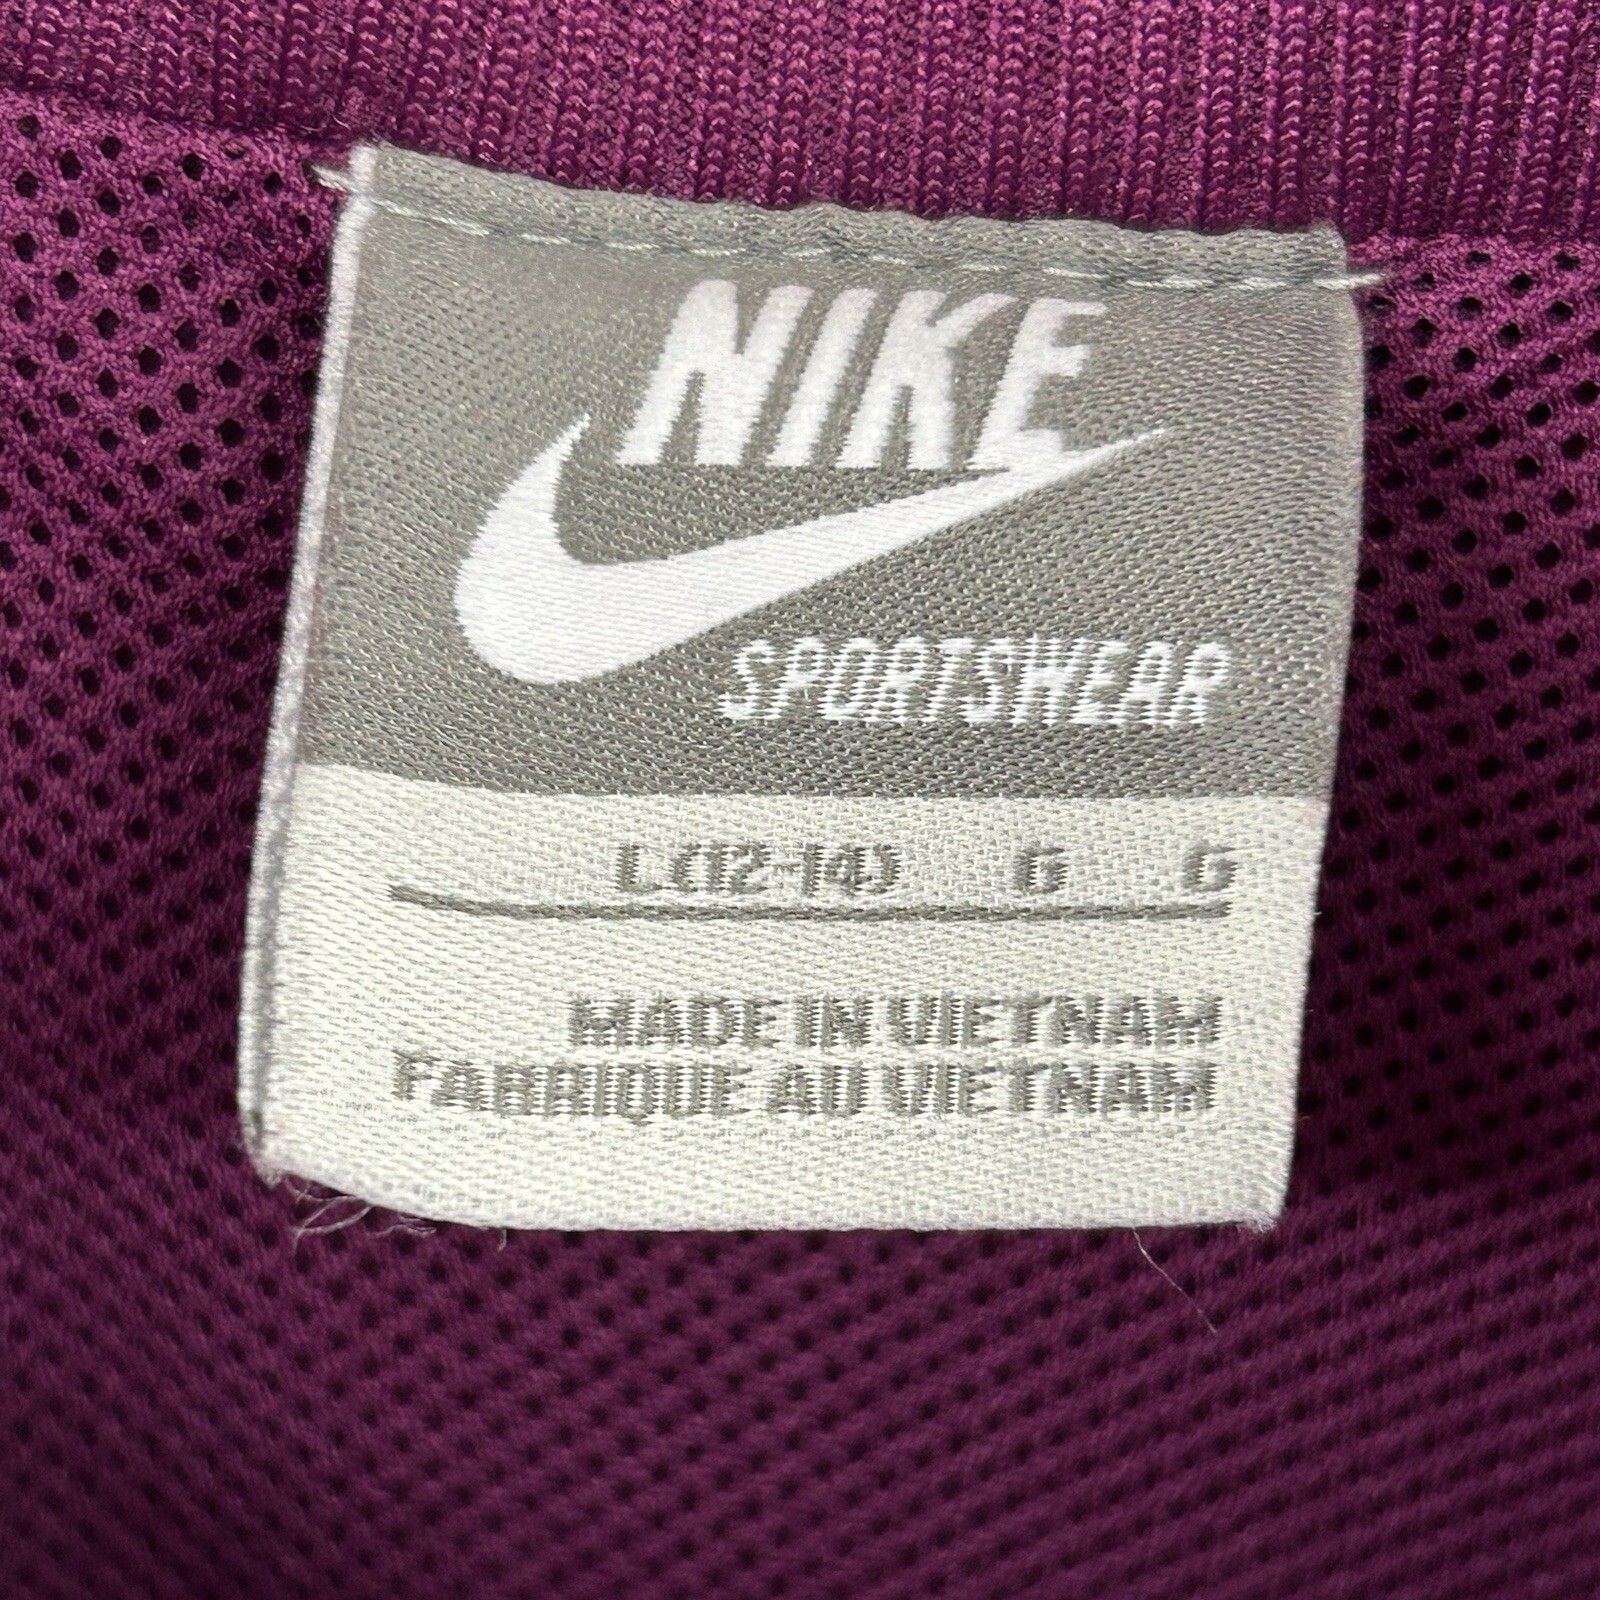 NIKE
SPORTSWEAR
L (12-14) G G
MADE IN VIETNAM
FABRIQUE AU VIETNAM